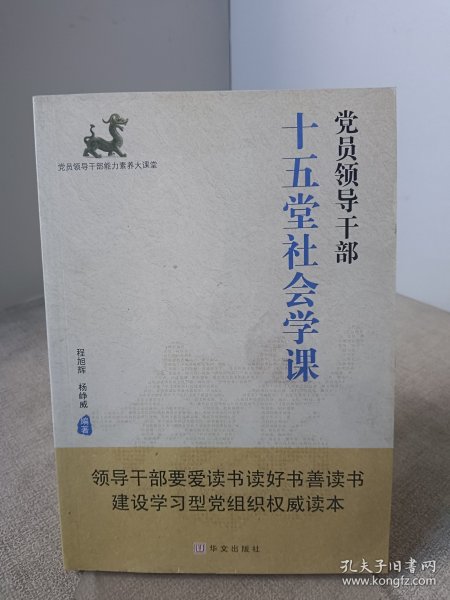 党员领导干部能力素养大课堂
党员领导干部
十五堂社会学课
程旭辉 杨峥威
编著
领导干部要爱读书读好书善读书
建设学习型党组织权威读本
华文出版社
孔夫子旧书网
www.kongfz.com